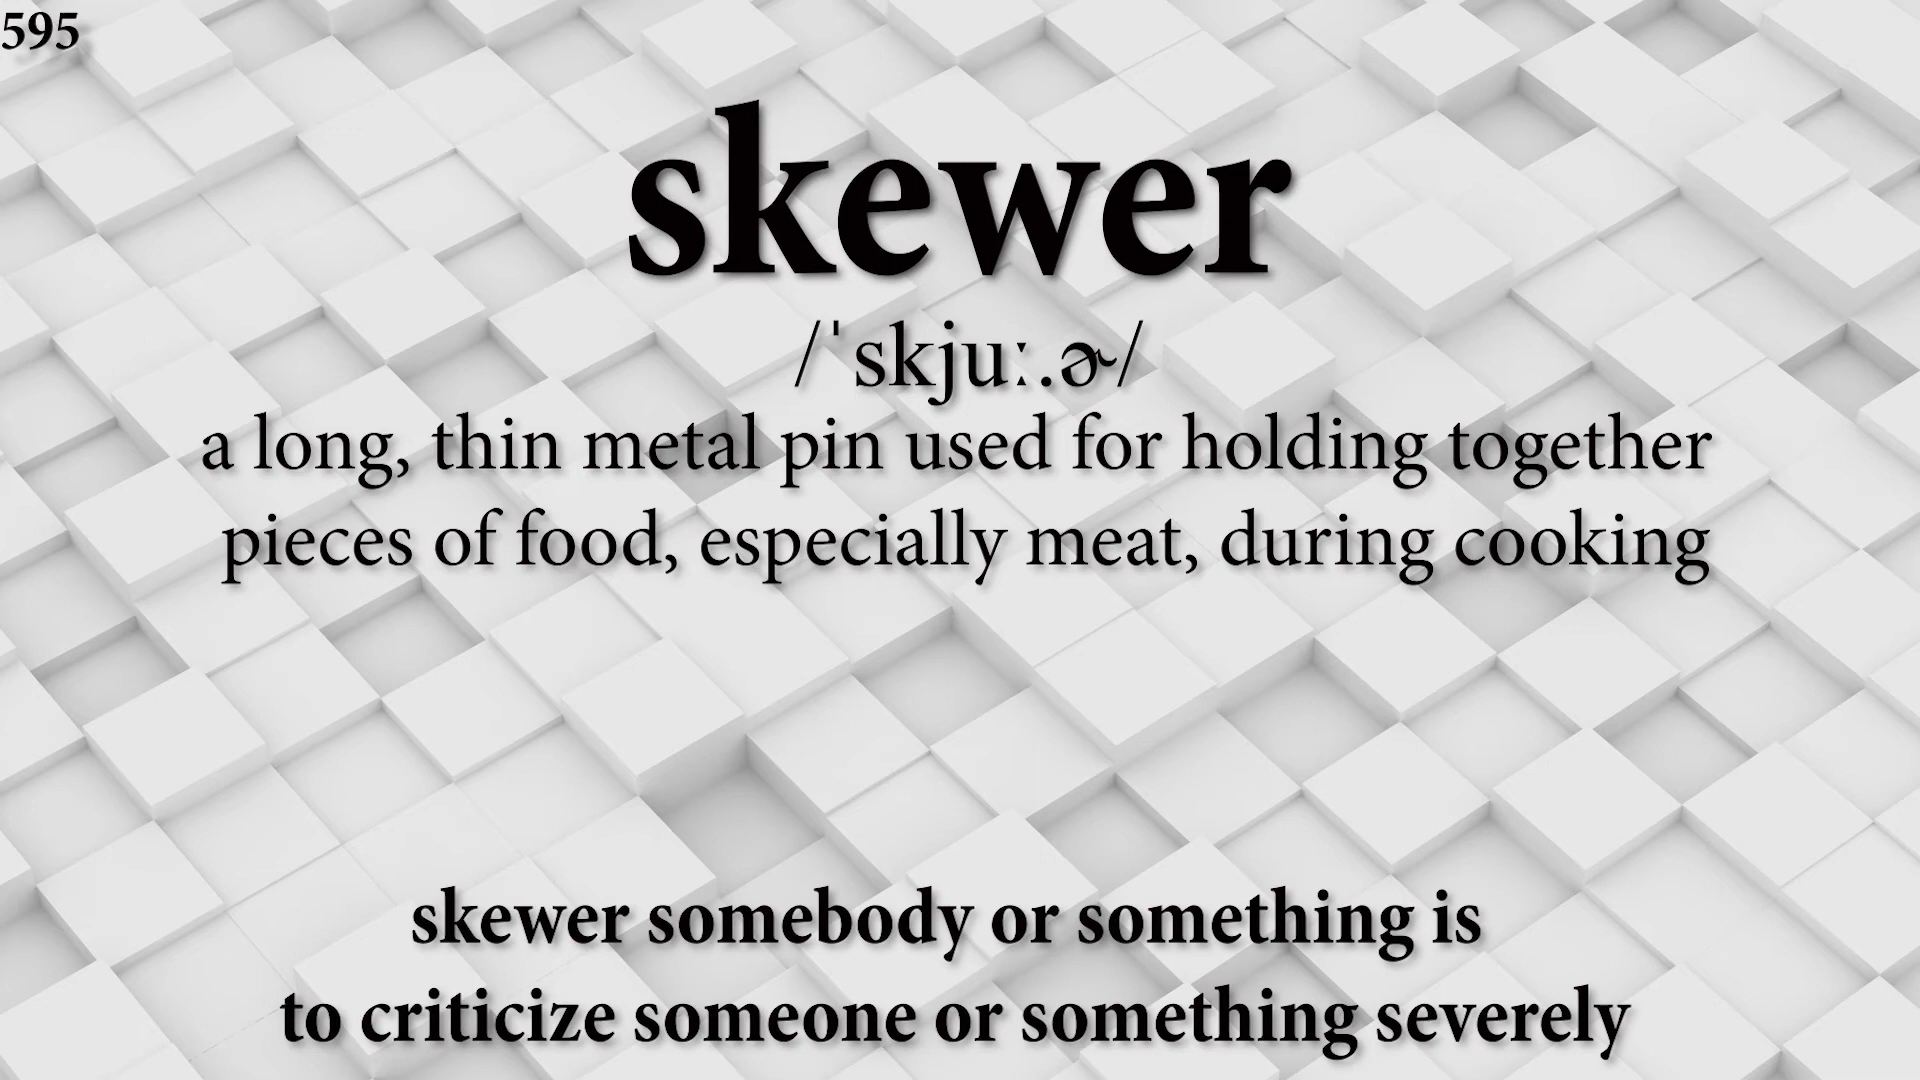 595
skewer
/ˈskjuː.ɚ/
a long, thin metal pin used for holding together
pieces of food, especially meat, during cooking
skewer somebody or something is
to criticize someone or something severely